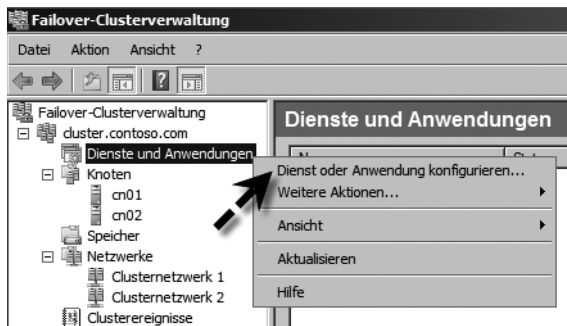 Failover-Clusterverwaltung
Datei Aktion Ansicht ?
Failover-Clusterverwaltung
cluster.contoso.com
Dienste und Anwendungen
Knoten
cn01
cn02
Speicher
Netzwerke
Clusternetzwerk 1
Clusternetzwerk 2
Clusterereignisse
Dienste und Anwendungen
Dienst oder Anwendung konfigurieren...
Weitere Aktionen...
Ansicht
Aktualisieren
Hilfe